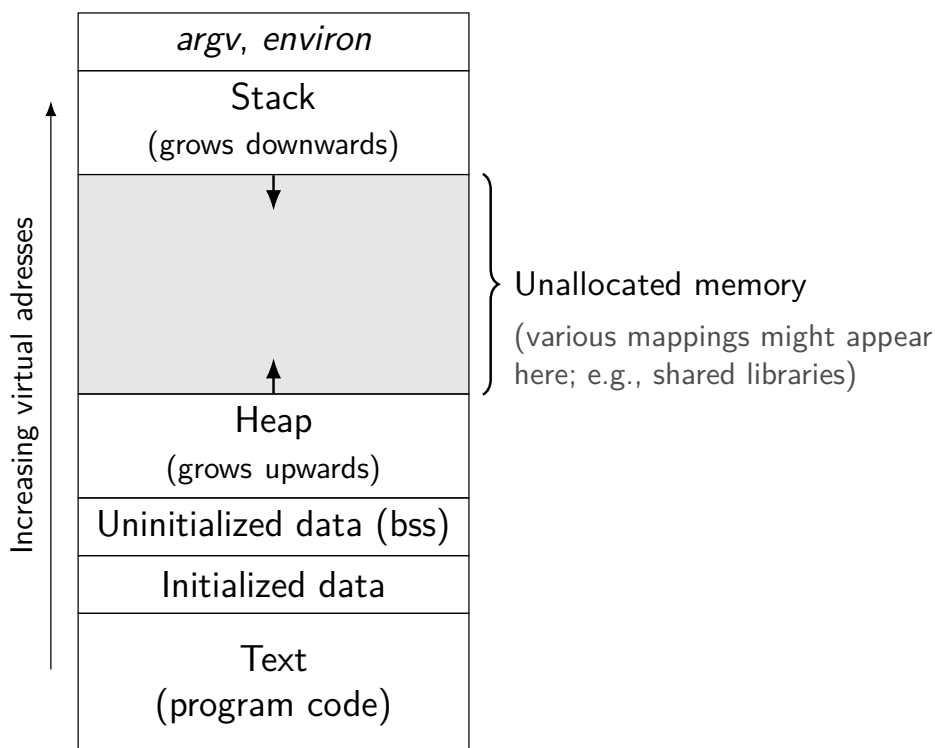 argv, environ
Stack
(grows downwards)
Increasing virtual adresses
Unallocated memory
(various mappings might appear
here; e.g., shared libraries)
Heap
(grows upwards)
Uninitialized data (bss)
Initialized data
Text
(program code)